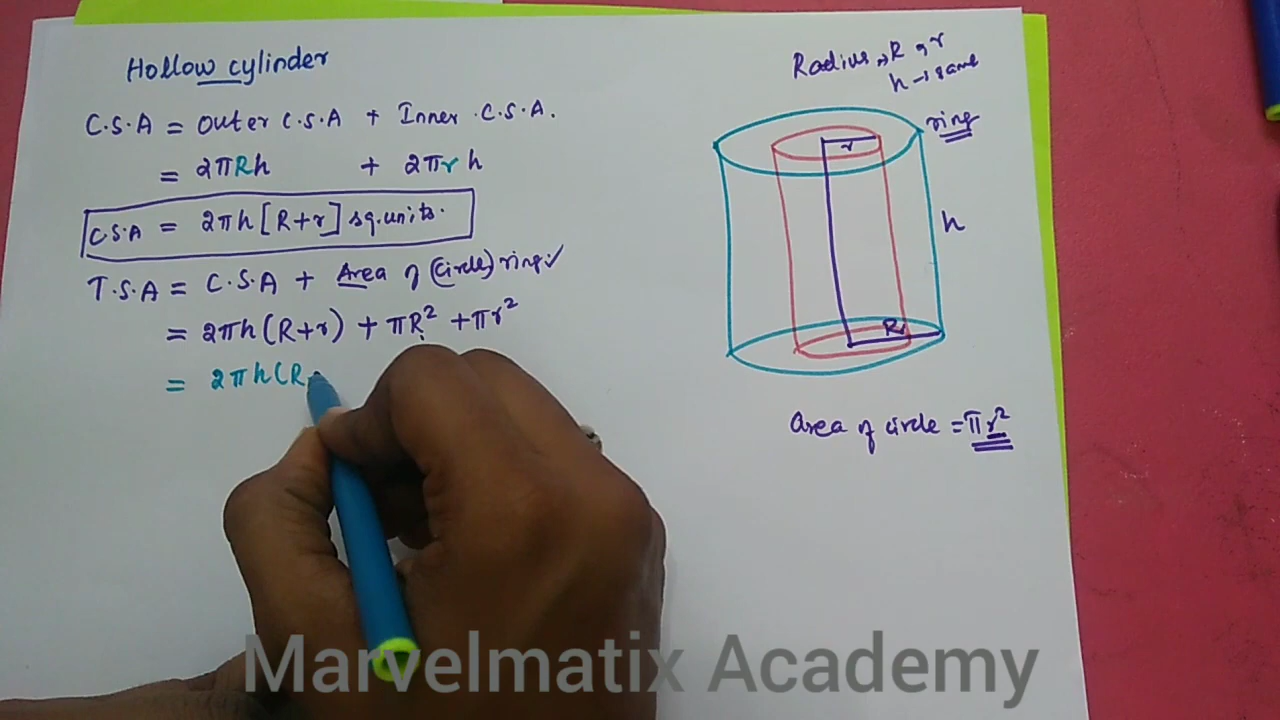 Hollow cylinder
C.S.A = Outer C.S.A + Inner C.S.A.
= 2πRh + 2πrh
C.S.A = 2πh[R+r] sq.units.
T.S.A = C.S.A + Area of (circle) ring ✓
= 2πh(R+r) + πR² + πr²
= 2πh(R
Radius → R, r
h → same
ring
r
h
R
Area of circle = πr²
Marvelmatix Academy